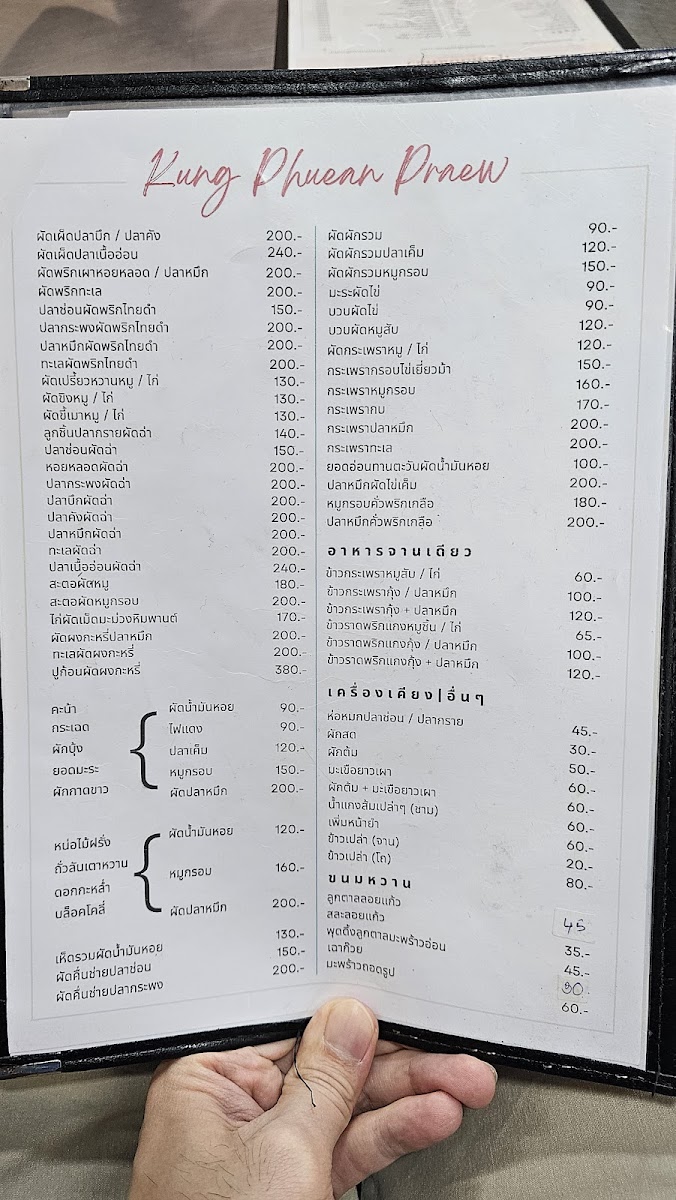 Kung Phuean Praew
ผัดเผ็ดปลาบึก / ปลาคัง 200.-
ผัดเผ็ดปลาเนื้ออ่อน 240.-
ผัดพริกเผาหอยหลอด / ปลาหมึก 200.-
ผัดพริกทะเล 200.-
ปลาช่อนผัดพริกไทยดำ 150.-
ปลากระพงผัดพริกไทยดำ 200.-
ปลาหมึกผัดพริกไทยดำ 200.-
ทะเลผัดพริกไทยดำ 200.-
ผัดเปรี้ยวหวานหมู / ไก่ 130.-
ผัดขิงหมู / ไก่ 130.-
ผัดขี้เมาหมู / ไก่ 130.-
ลูกชิ้นปลากรายผัดฉ่า 140.-
ปลาช่อนผัดฉ่า 150.-
หอยหลอดผัดฉ่า 200.-
ปลากระพงผัดฉ่า 200.-
ปลาบึกผัดฉ่า 200.-
ปลาคังผัดฉ่า 200.-
ปลาหมึกผัดฉ่า 200.-
ทะเลผัดฉ่า 200.-
ปลาเนื้ออ่อนผัดฉ่า 240.-
สะตอผัดหมู 180.-
สะตอผัดหมูกรอบ 200.-
ไก่ผัดเม็ดมะม่วงหิมพานต์ 170.-
ผัดผงกะหรี่ปลาหมึก 200.-
ทะเลผัดผงกะหรี่ 200.-
ปูก้อนผัดผงกะหรี่ 380.-
คะน้า ผัดน้ำมันหอย 90.-
กระเฉด ไฟแดง 90.-
ผักบุ้ง ปลาเค็ม 120.-
ยอดมะระ หมูกรอบ 150.-
ผักกาดขาว ผัดปลาหมึก 200.-
หน่อไม้ฝรั่ง ผัดน้ำมันหอย 120.-
ถั่วลันเตาหวาน หมูกรอบ 160.-
ดอกกะหล่ำ
บล็อคโคลี่ ผัดปลาหมึก 200.-
เห็ดรวมผัดน้ำมันหอย 130.-
ผัดคื่นช่ายปลาช่อน 150.-
ผัดคื่นช่ายปลากระพง 200.-
ผัดผักรวม 90.-
ผัดผักรวมปลาเค็ม 120.-
ผัดผักรวมหมูกรอบ 150.-
มะระผัดไข่ 90.-
บวบผัดไข่ 90.-
บวบผัดหมูสับ 120.-
ผัดกระเพราหมู / ไก่ 120.-
กระเพรากรอบไข่เยี่ยวม้า 150.-
กระเพราหมูกรอบ 160.-
กระเพรากบ 170.-
กระเพราปลาหมึก 200.-
กระเพราทะเล 200.-
ยอดอ่อนทานตะวันผัดน้ำมันหอย 100.-
ปลาหมึกผัดไข่เค็ม 200.-
หมูกรอบคั่วพริกเกลือ 180.-
ปลาหมึกคั่วพริกเกลือ 200.-
อาหารจานเดียว
ข้าวกระเพราหมูสับ / ไก่ 60.-
ข้าวกระเพรากุ้ง / ปลาหมึก 100.-
ข้าวกระเพรากุ้ง + ปลาหมึก 120.-
ข้าวราดพริกแกงหมูชิ้น / ไก่ 65.-
ข้าวราดพริกแกงกุ้ง / ปลาหมึก 100.-
ข้าวราดพริกแกงกุ้ง + ปลาหมึก 120.-
เครื่องเคียง|อื่นๆ
ห่อหมกปลาช่อน / ปลากราย 45.-
ผักสด 30.-
ผักต้ม 50.-
มะเขือยาวเผา 60.-
ผักต้ม + มะเขือยาวเผา 60.-
น้ำแกงส้มเปล่าๆ (ชาม) 60.-
เพิ่มหน้ายำ 60.-
ข้าวเปล่า (จาน) 20.-
ข้าวเปล่า (โถ) 80.-
ขนมหวาน
ลูกตาลลอยแก้ว 45
สละลอยแก้ว 35.-
พุดดิ้งลูกตาลมะพร้าวอ่อน 45.-
เฉาก๊วย 30
มะพร้าวถอดรูป 60.-